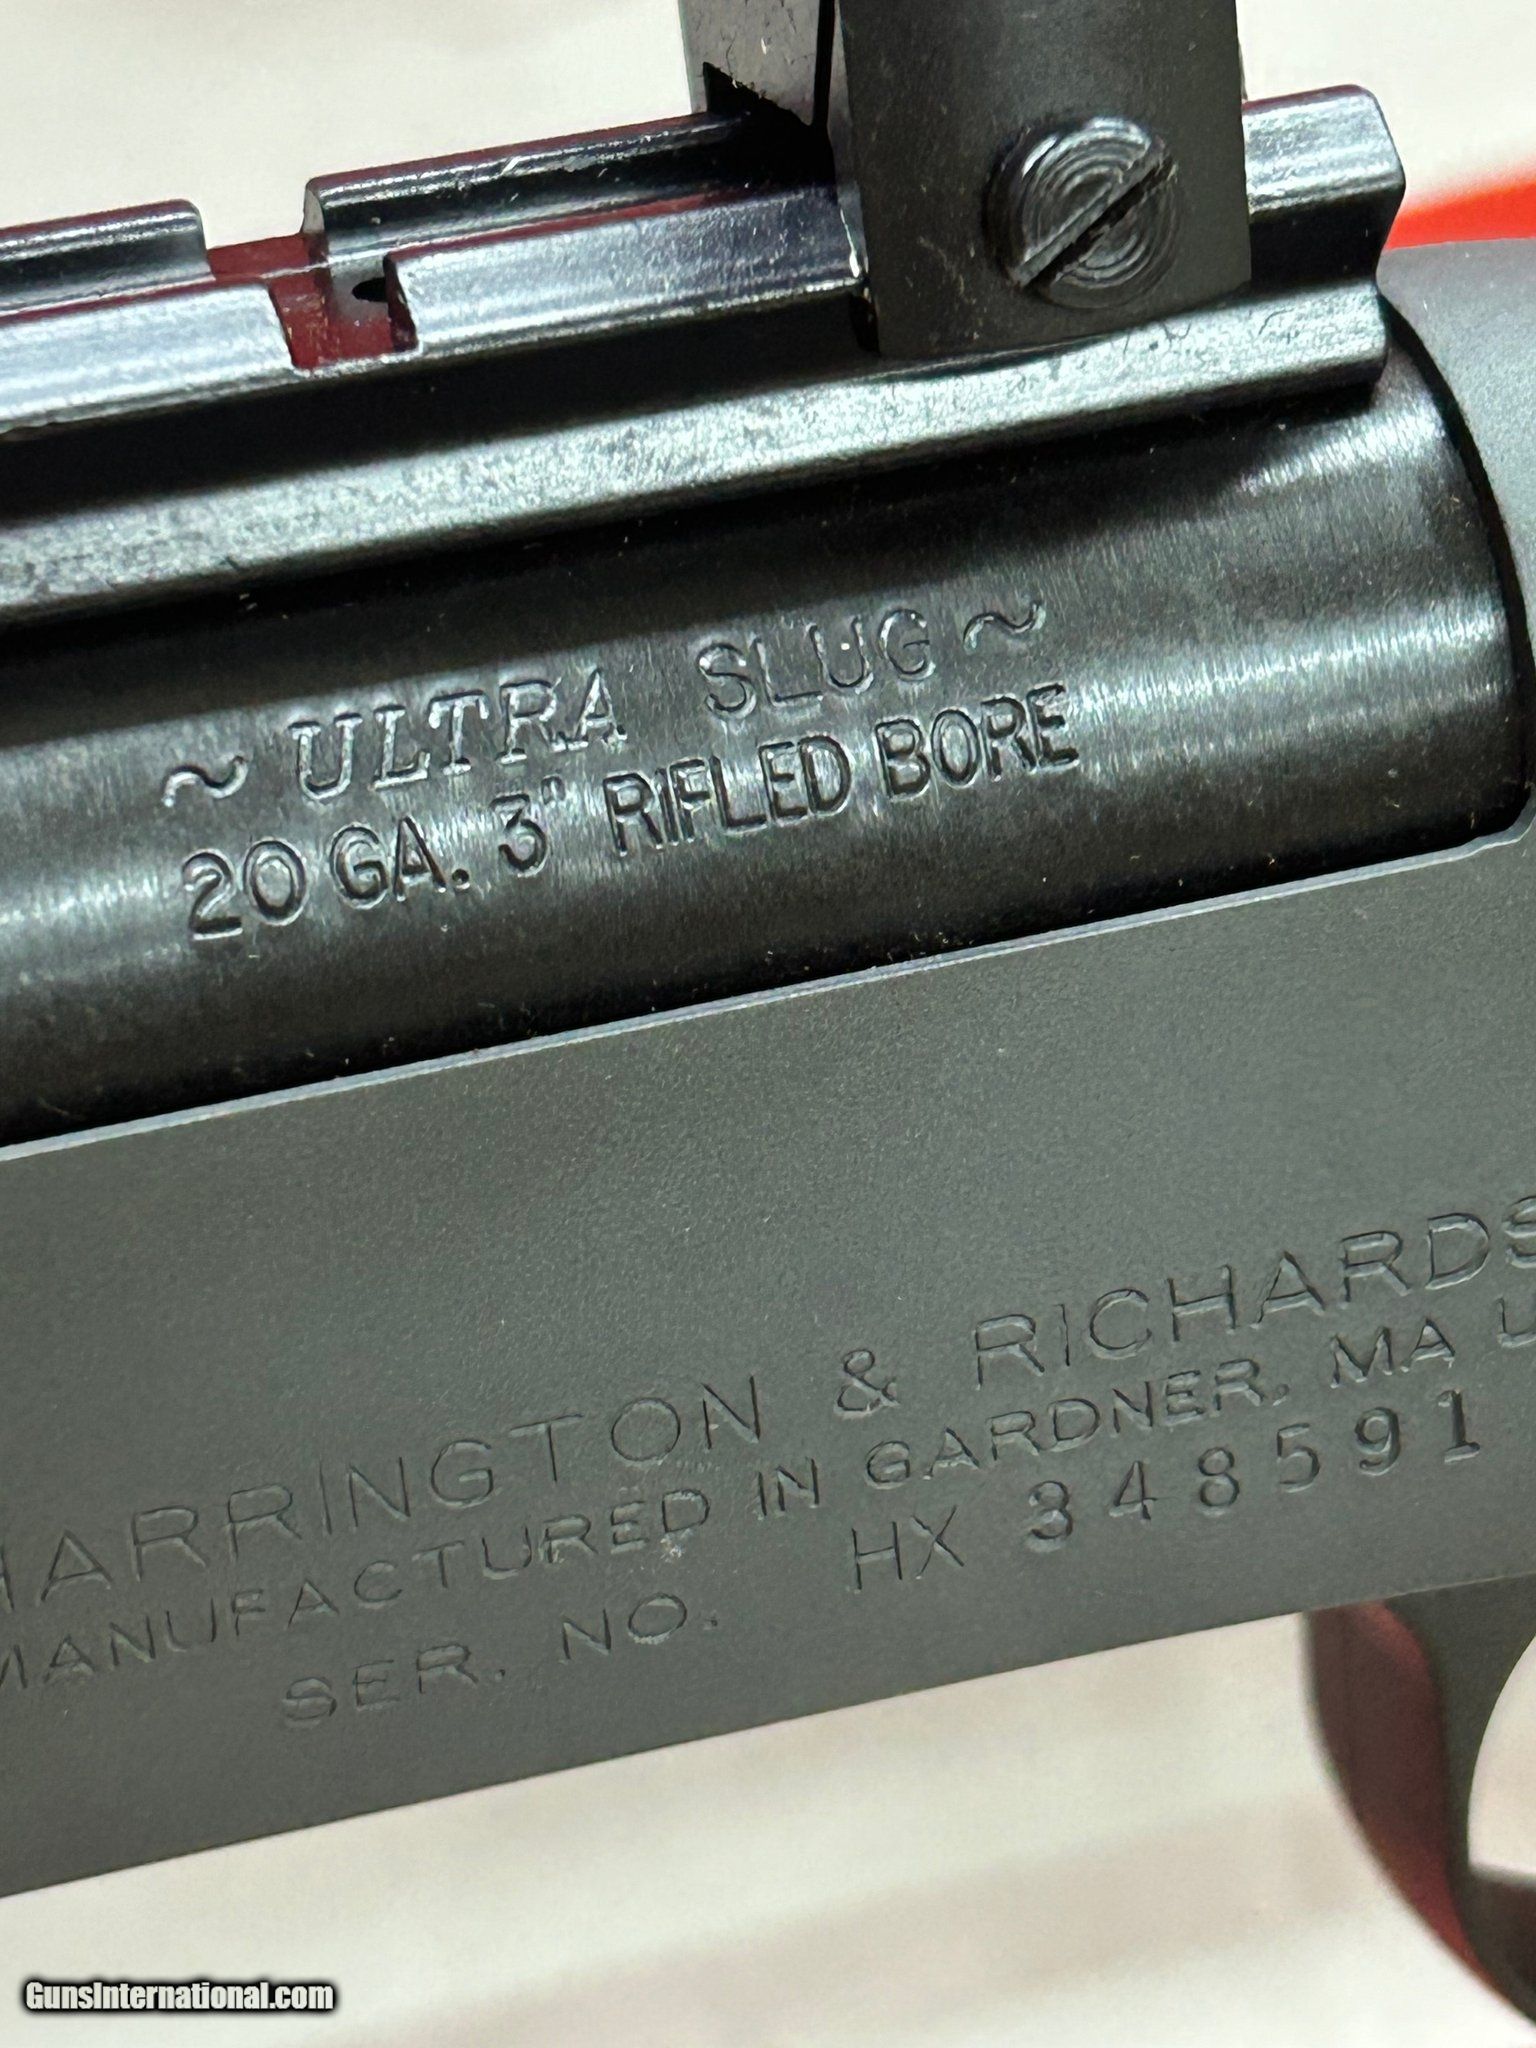 ~ ULTRA SLUG ~
20 GA. 3" RIFLED BORE
HARRINGTON & RICHARDS
MANUFACTURED IN GARDNER, MA U
SER. NO. HX 348591
GunsInternational.com